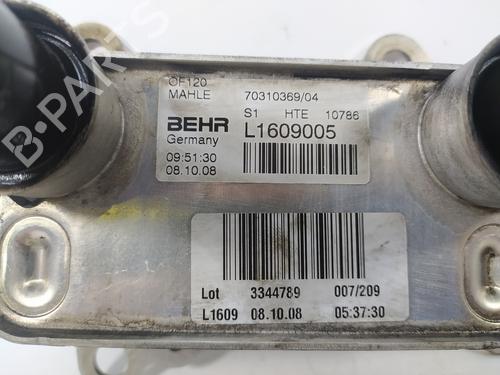 OF120
MAHLE 70310369/04
S1 HTE 10786
BEHR L1609005
Germany
09:51:30
08.10.08
Lot 3344789 007/209
L1609 08.10.08 05:37:30
B-PARTS